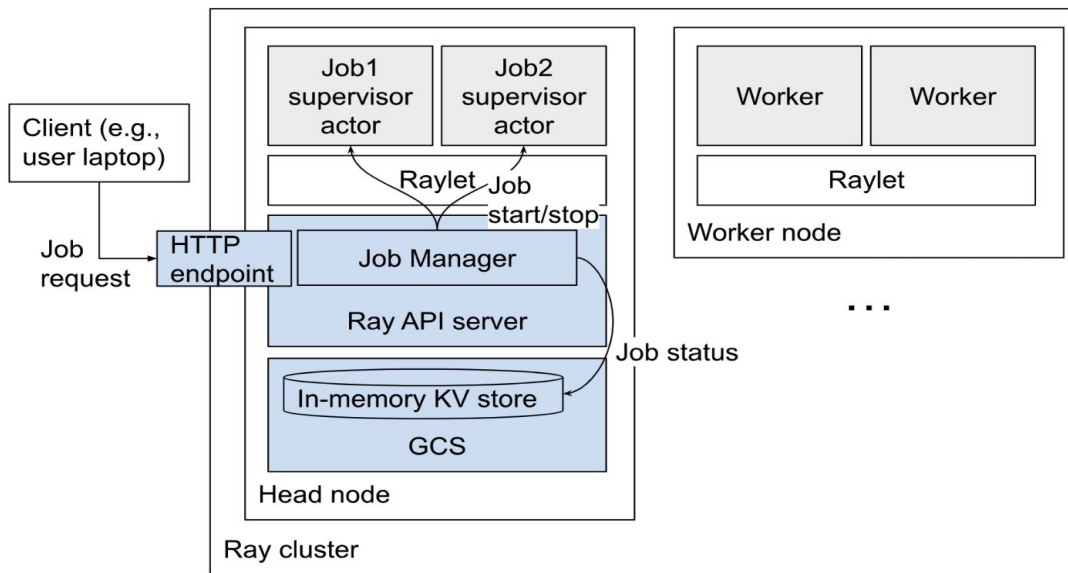 Client (e.g.,
user laptop)
Job
request
HTTP
endpoint
Job1
supervisor
actor
Job2
supervisor
actor
Raylet
Job
start/stop
Job Manager
Ray API server
Job status
In-memory KV store
GCS
Head node
Ray cluster
Worker
Worker
Raylet
Worker node
...